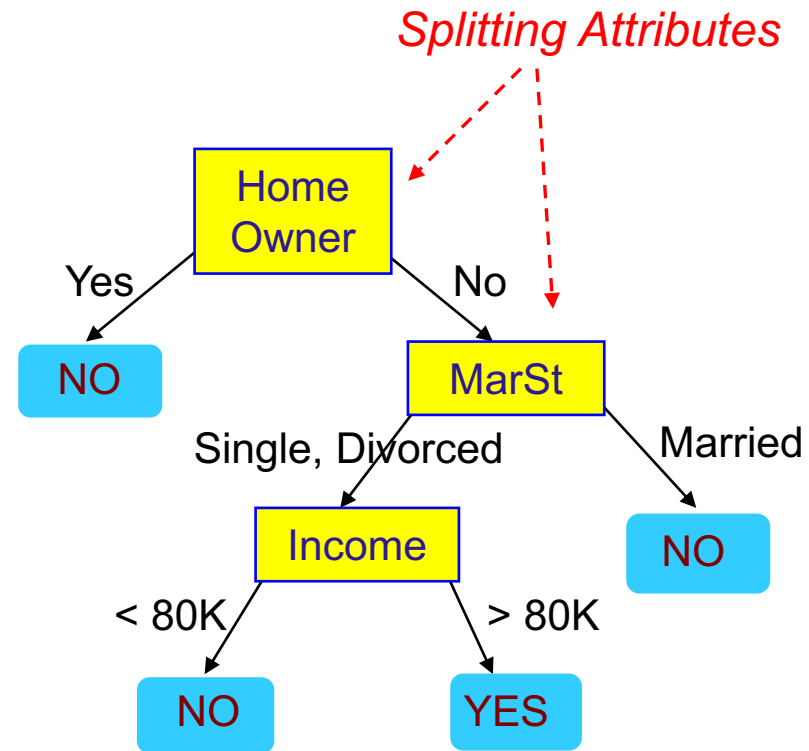 Splitting Attributes
Home
Owner
Yes
No
NO
MarSt
Single, Divorced
Married
Income
NO
< 80K
> 80K
NO
YES